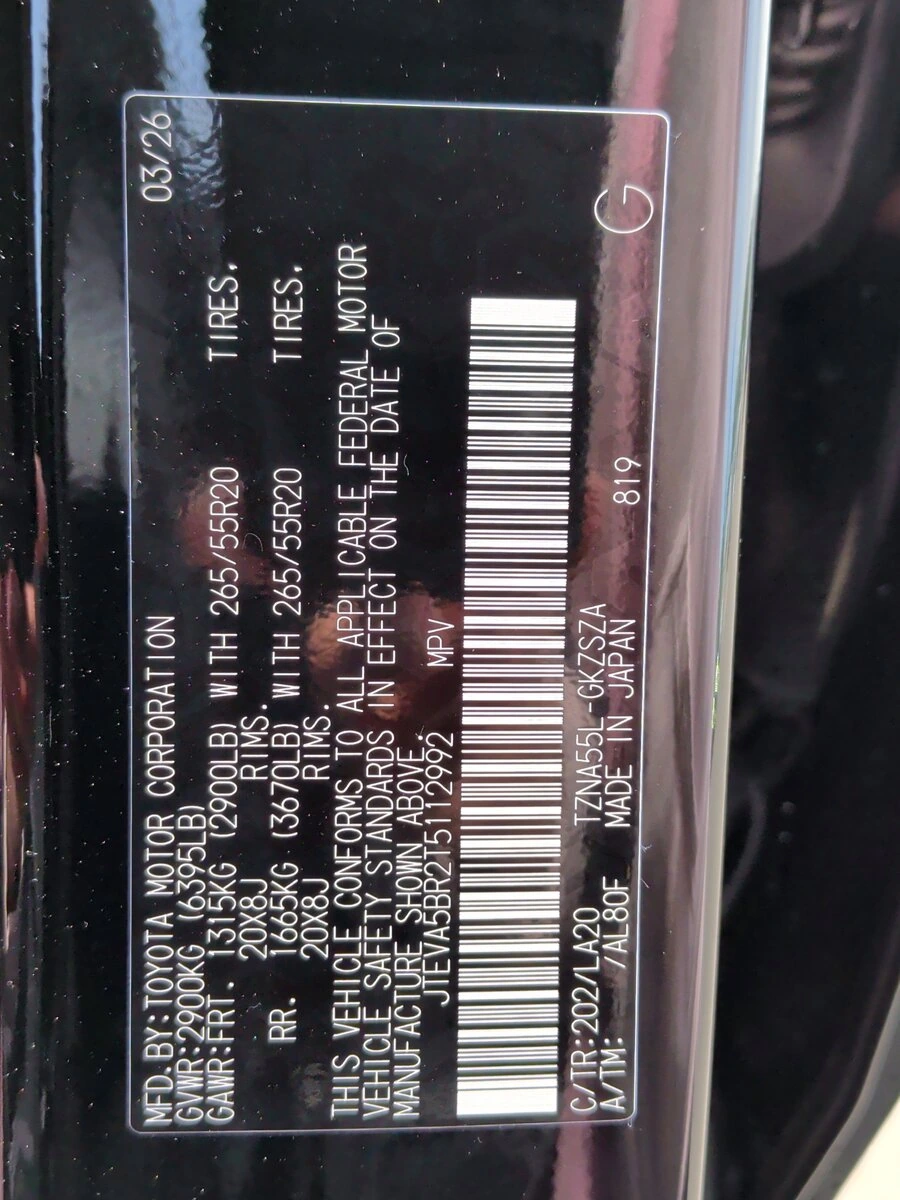 MFD.BY:TOYOTA MOTOR CORPORATION 03/26
GVWR:2900KG (6395LB)
GAWR:FRT. 1315KG (2900LB) WITH 265/55R20 TIRES.
20X8J RIMS.
RR. 1665KG (3670LB) WITH 265/55R20 TIRES.
20X8J RIMS.
THIS VEHICLE CONFORMS TO ALL APPLICABLE FEDERAL MOTOR
VEHICLE SAFETY STANDARDS IN EFFECT ON THE DATE OF
MANUFACTURE SHOWN ABOVE.
JTEVA5BR2T5112992 MPV
C/TR:202/LA20 TZNA55L-GKZSZA
A/TM: /AL80F MADE IN JAPAN 819 G